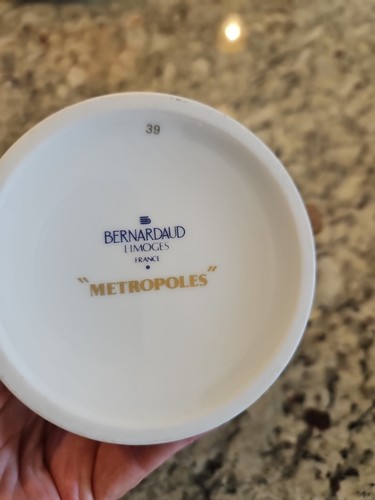 39
BERNARDAUD
LIMOGES
FRANCE
"METROPOLES"